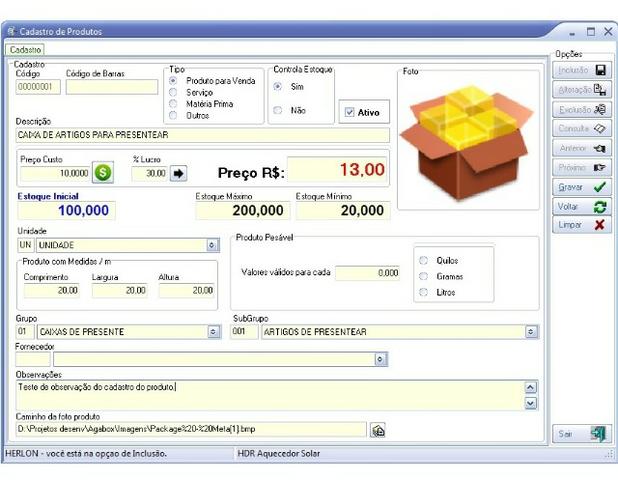 Cadastro de Produtos
Cadastro
Opções
Cadastro
Código
Código de Barras
00000001
Tipo
Produto para Venda
Serviço
Matéria Prima
Outros
Controla Estoque
Sim
Não
Ativo
Foto
Descrição
CAIXA DE ARTIGOS PARA PRESENTEAR
Preço Custo
% Lucro
10,0000
30,00
Preço R$:
13,00
Estoque Inicial
Estoque Máximo
Estoque Mínimo
100,000
200,000
20,000
Unidade
UN UNIDADE
Produto com Medidas / m
Comprimento
Largura
Altura
20,00
20,00
20,00
Produto Pesável
Valores válidos para cada
0,000
Quilos
Gramas
Litros
Grupo
01 CAIXAS DE PRESENTE
SubGrupo
001 ARTIGOS DE PRESENTEAR
Fornecedor
Observações
Teste de observação do cadastro do produto.
Caminho da foto produto
D:\Projetos desenv\Agabox\Imagens\Package%20-%20Meta[1].bmp
Inclusão
Alteração
Exclusão
Consulta
Anterior
Próximo
Gravar
Voltar
Limpar
Sair
HERLON - você está na opçao de Inclusão.
HDR Aquecedor Solar